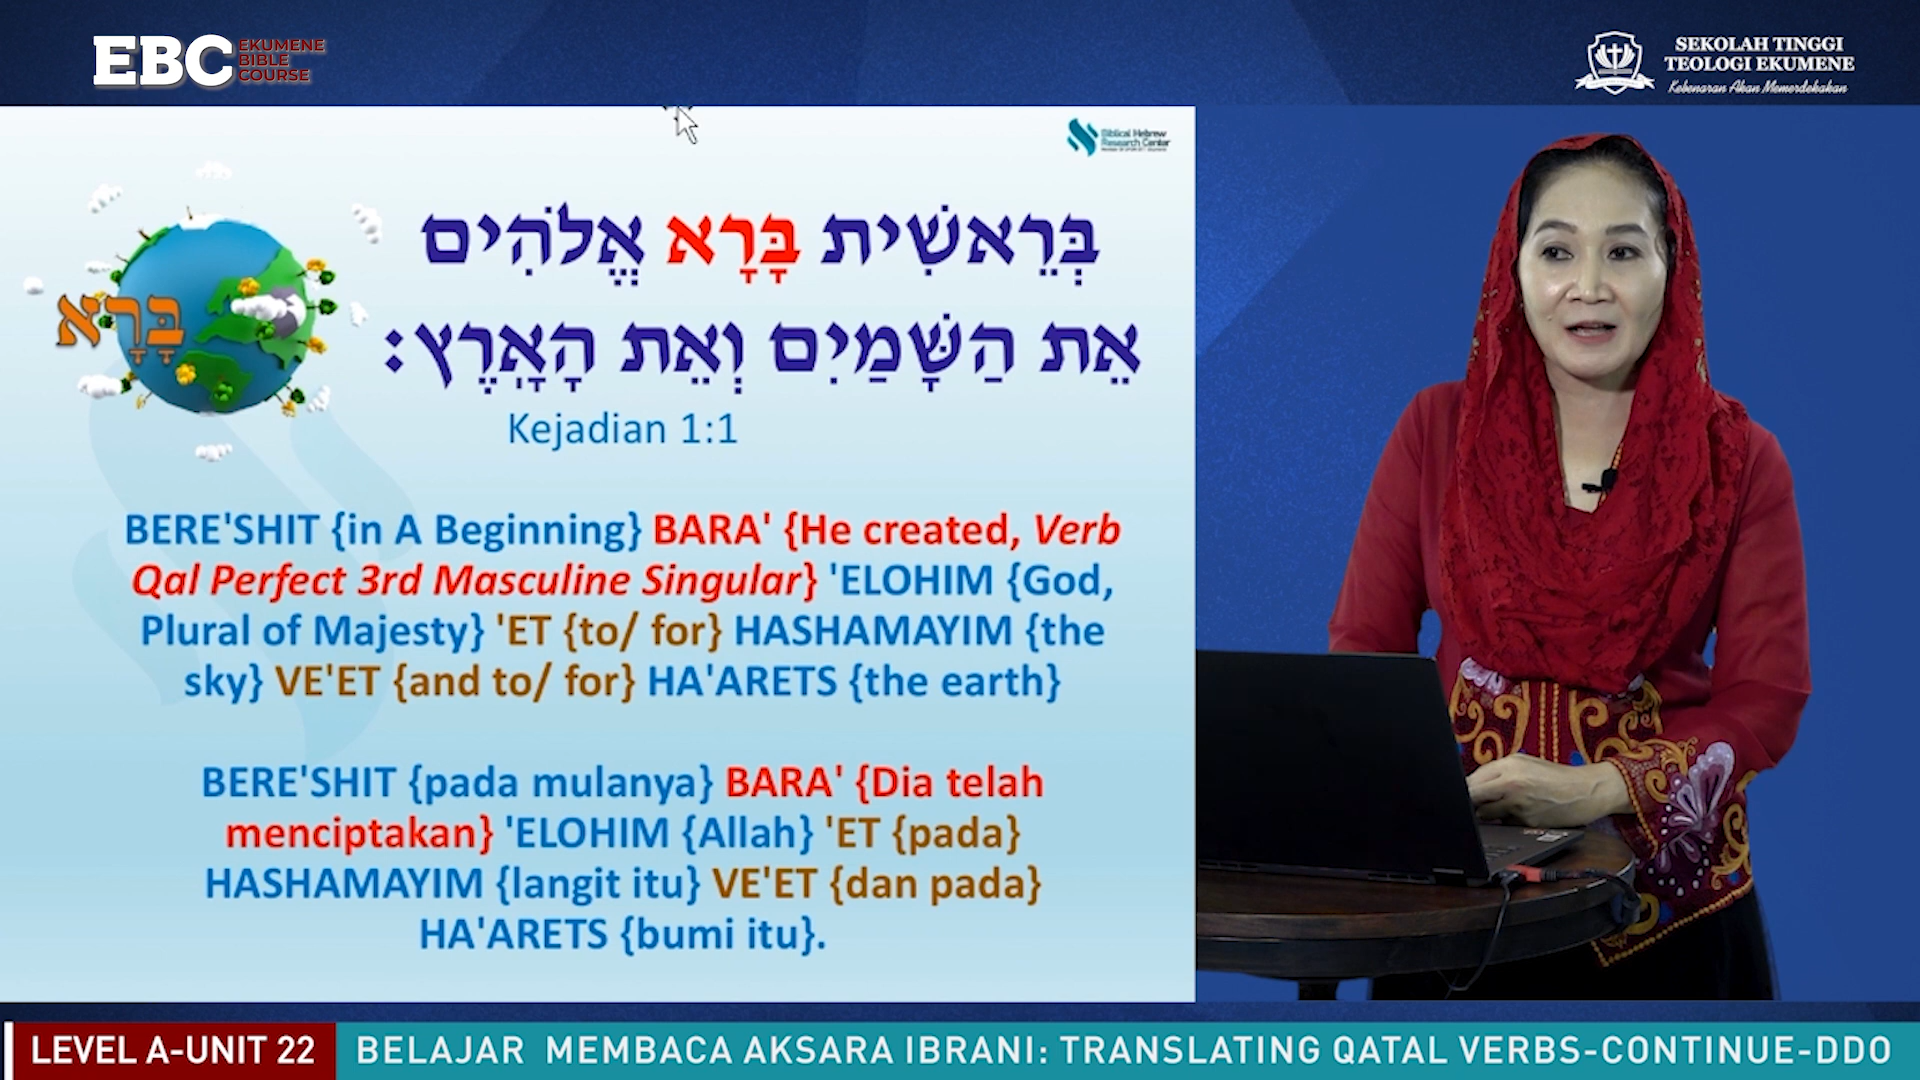 EBC EKUMENE
BIBLE
COURSE
SEKOLAH TINGGI
TEOLOGI EKUMENE
Kebenaran Akan Memerdekakan
Biblical Hebrew
Research Center
בְּרֵאשִׁית בָּרָא אֱלֹהִים
אֵת הַשָּׁמַיִם וְאֵת הָאָֽרֶץ׃
בָּרָא
Kejadian 1:1
BERE'SHIT {in A Beginning} BARA' {He created, Verb
Qal Perfect 3rd Masculine Singular} 'ELOHIM {God,
Plural of Majesty} 'ET {to/ for} HASHAMAYIM {the
sky} VE'ET {and to/ for} HA'ARETS {the earth}
BERE'SHIT {pada mulanya} BARA' {Dia telah
menciptakan} 'ELOHIM {Allah} 'ET {pada}
HASHAMAYIM {langit itu} VE'ET {dan pada}
HA'ARETS {bumi itu}.
LEVEL A-UNIT 22 BELAJAR MEMBACA AKSARA IBRANI: TRANSLATING QATAL VERBS-CONTINUE-DDO